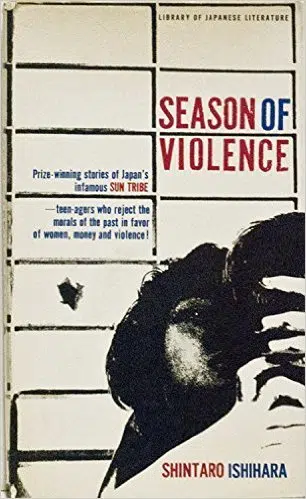 LIBRARY OF JAPANESE LITERATURE
SEASON OF
VIOLENCE
Prize-winning stories of Japan's
infamous SUN TRIBE
—teen-agers who reject the
morals of the past in favor
of women, money and violence!
SHINTARO ISHIHARA